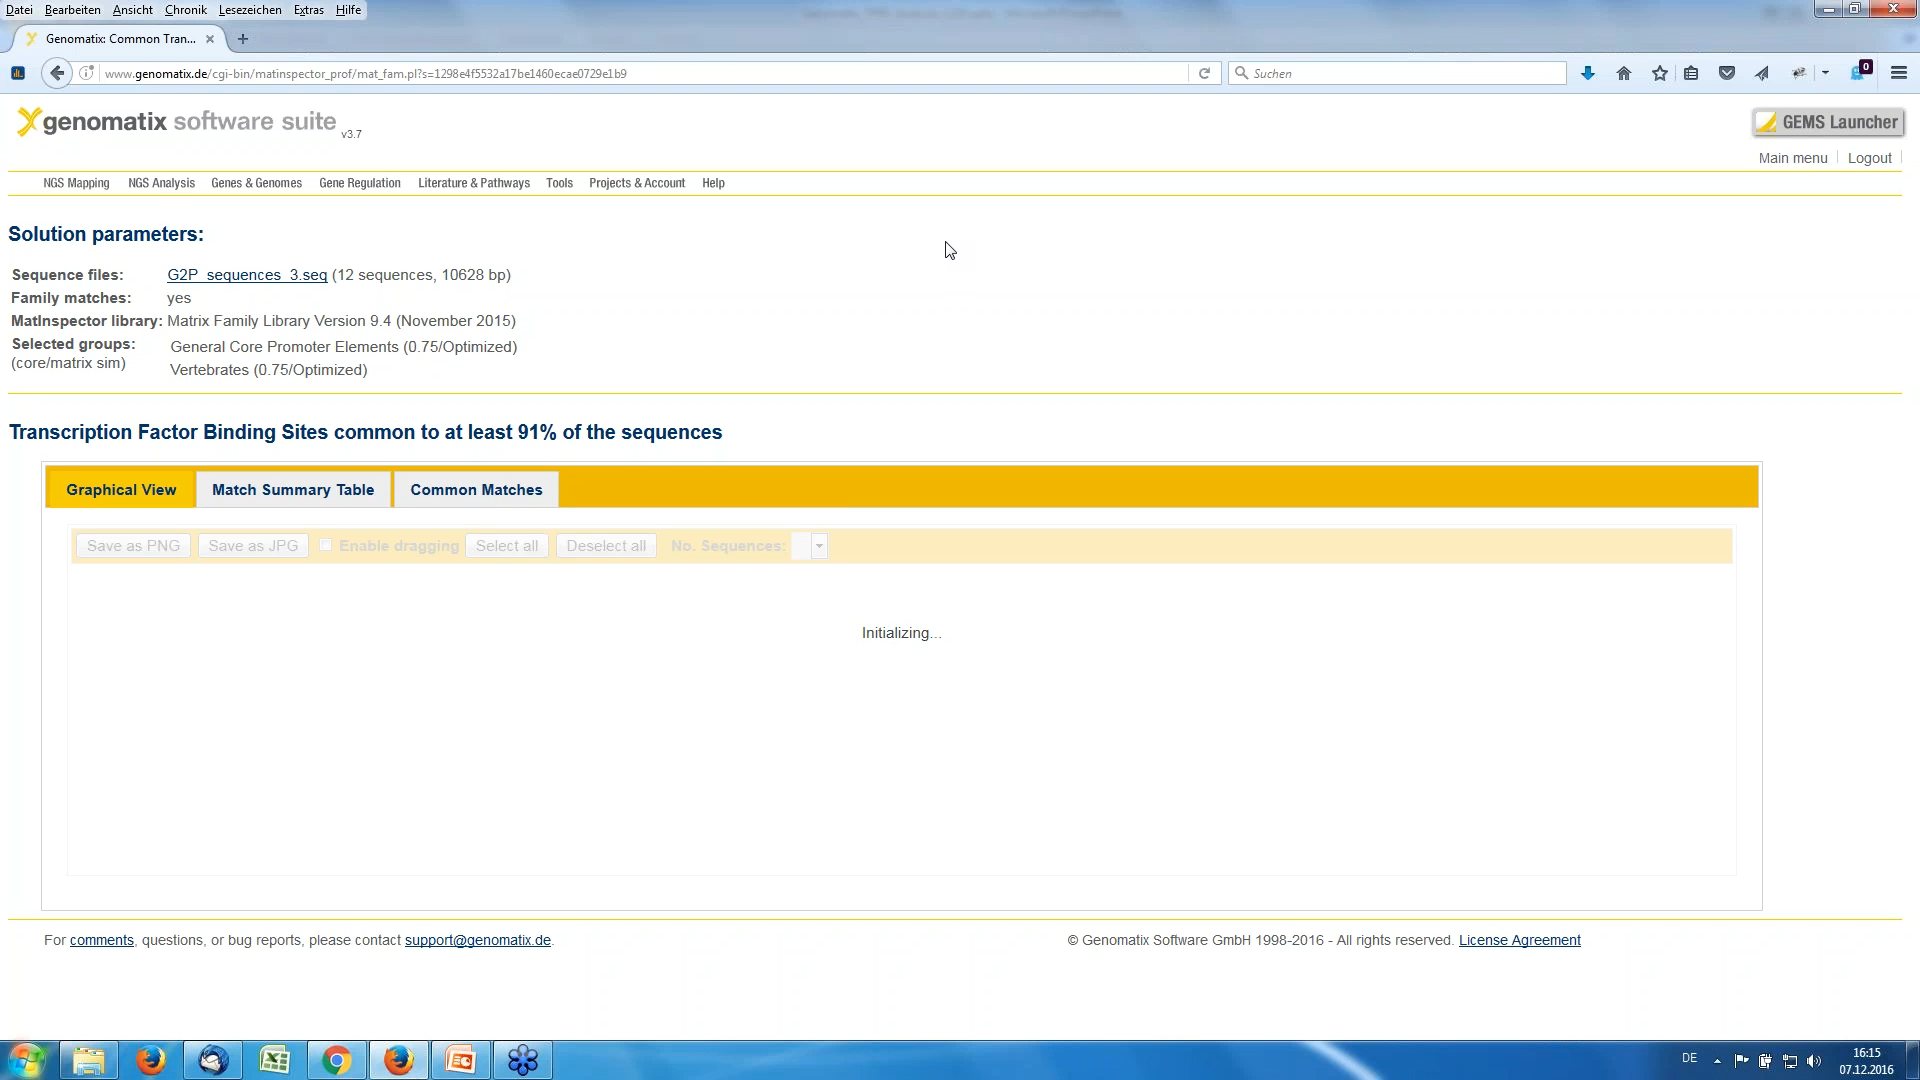 Datei Bearbeiten Ansicht Chronik Lesezeichen Extras Hilfe
Genomatix: Common Tran...
www.genomatix.de/cgi-bin/matinspector_prof/mat_fam.pl?s=1298e4f5532a17be1460ecae0729e1b9
Suchen
0
genomatix software suite v3.7
GEMS Launcher
Main menu Logout
NGS Mapping NGS Analysis Genes & Genomes Gene Regulation Literature & Pathways Tools Projects & Account Help
Solution parameters:
Sequence files: G2P_sequences_3.seq (12 sequences, 10628 bp)
Family matches: yes
MatInspector library: Matrix Family Library Version 9.4 (November 2015)
Selected groups: General Core Promoter Elements (0.75/Optimized)
(core/matrix sim) Vertebrates (0.75/Optimized)
Transcription Factor Binding Sites common to at least 91% of the sequences
Graphical View Match Summary Table Common Matches
Save as PNG Save as JPG Enable dragging Select all Deselect all No. Sequences:
Initializing...
For comments, questions, or bug reports, please contact support@genomatix.de.
© Genomatix Software GmbH 1998-2016 - All rights reserved. License Agreement
DE
16:15
07.12.2016